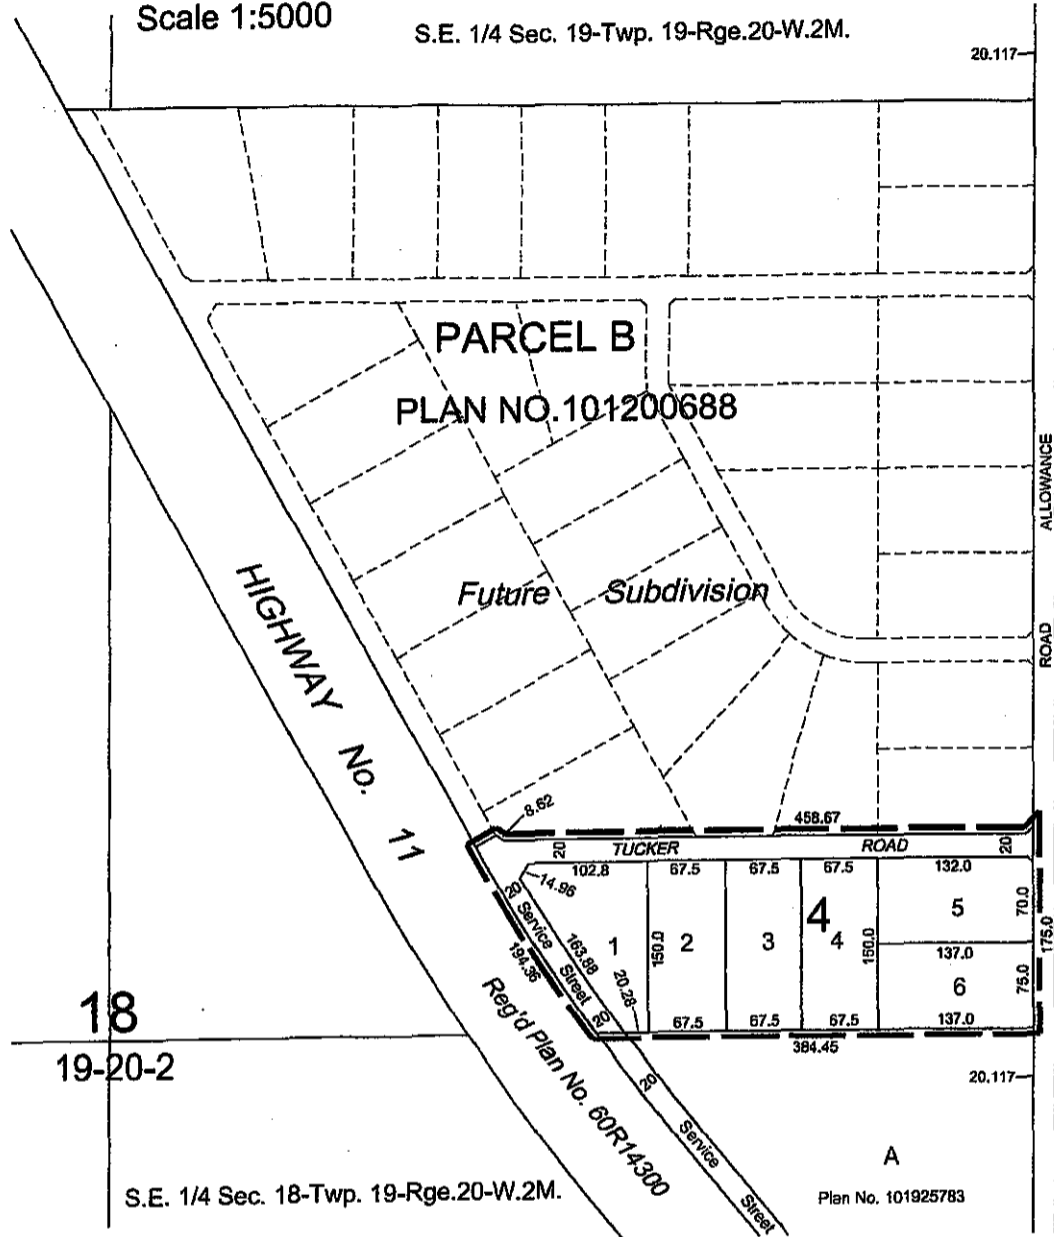 Scale 1:5000
S.E. 1/4 Sec. 19-Twp. 19-Rge.20-W.2M.
20.117
PARCEL B
PLAN NO.101200688
ALLOWANCE
ROAD
Future Subdivision
HIGHWAY No. 11
8.62
458.67
20
TUCKER ROAD
20
102.8
67.5
67.5
67.5
132.0
14.96
20
Service Street
20
194.36
163.88
20.28
1
150.0
2
3
4
4
150.0
5
70.0
175.0
137.0
6
75.0
67.5
67.5
67.5
137.0
384.45
18
19-20-2
Reg'd Plan No. 60R14300
20
Service Street
20.117
A
Plan No. 101925783
S.E. 1/4 Sec. 18-Twp. 19-Rge.20-W.2M.